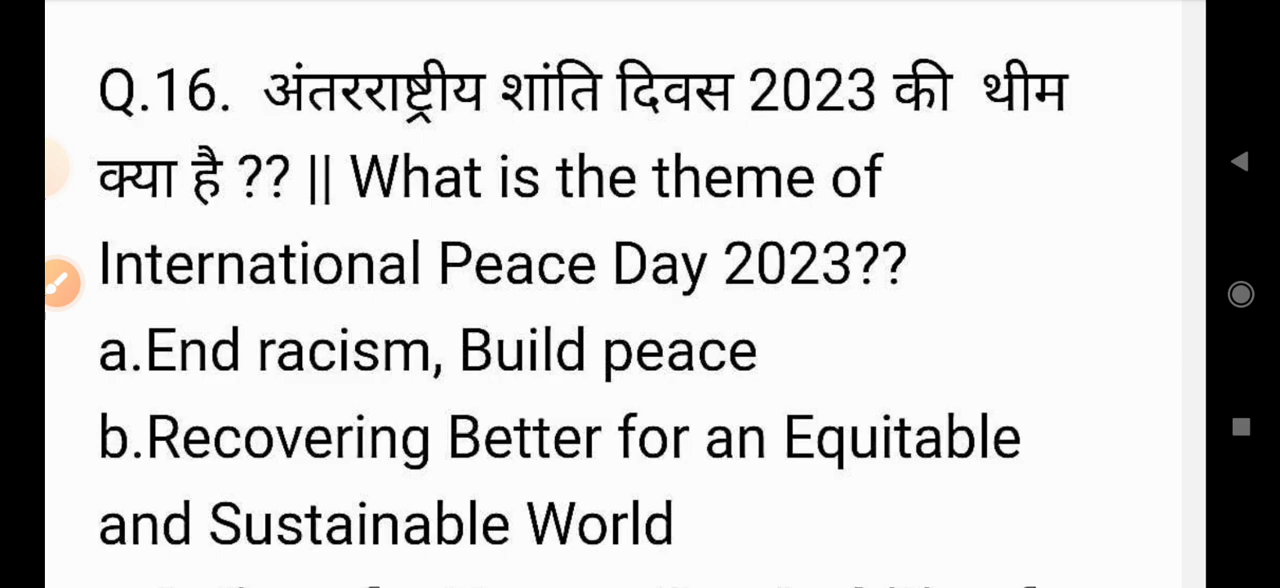 Q.16. अंतरराष्ट्रीय शांति दिवस 2023 की थीम
क्या है ?? || What is the theme of
International Peace Day 2023??
a.End racism, Build peace
b.Recovering Better for an Equitable
and Sustainable World